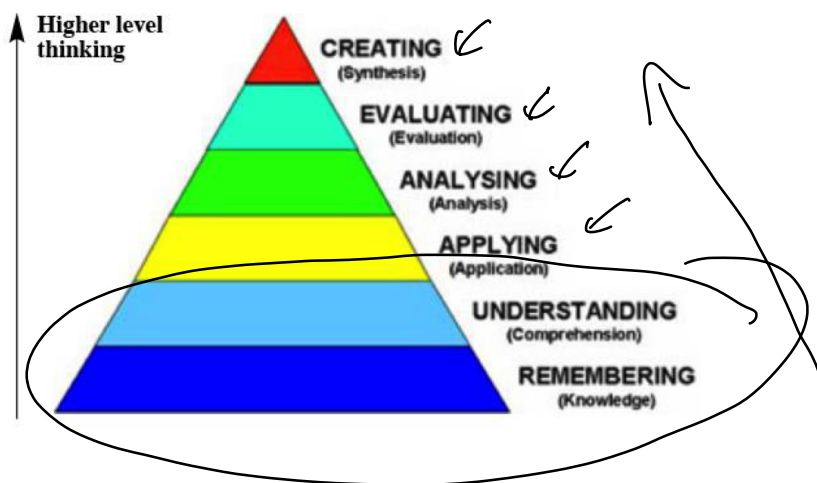 Higher level
thinking
CREATING
(Synthesis)
EVALUATING
(Evaluation)
ANALYSING
(Analysis)
APPLYING
(Application)
UNDERSTANDING
(Comprehension)
REMEMBERING
(Knowledge)